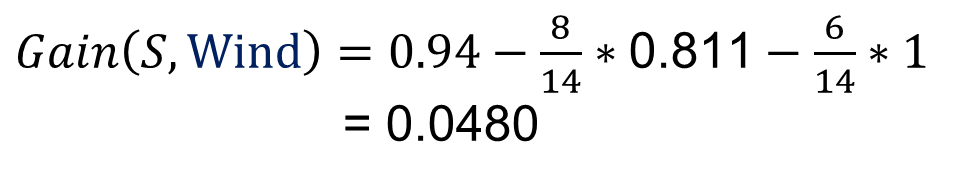 Gain(S, Wind) = 0.94 − 8/14 * 0.811 − 6/14 * 1
= 0.0480